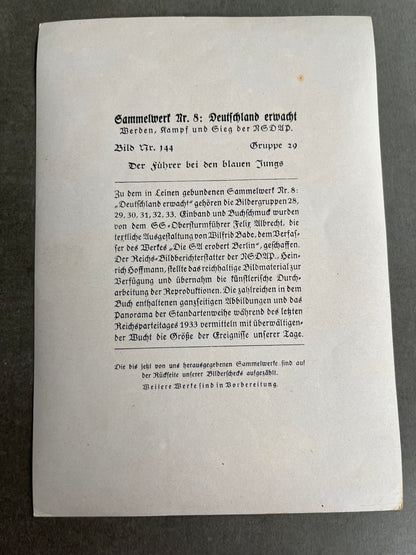 Sammelwerk Nr. 8: Deutschland erwacht
Werden, Kampf und Sieg der NSDAP.
Bild Nr. 144 Gruppe 29
Der Führer bei den blauen Jungs
Zu dem in Leinen gebundenen Sammelwerk Nr. 8:
„Deutschland erwacht“ gehören die Bildergruppen 28,
29, 30, 31, 32, 33. Einband und Buchschmuck wurden
von dem SS-Obersturmführer Felix Albrecht, die
textliche Ausgestaltung von Wilfrid Bade, dem Verfas-
ser des Werkes „Die SA erobert Berlin“, geschaffen.
Der Reichs-Bildberichterstatter der NSDAP., Hein-
rich Hoffmann, stellte das reichhaltige Bildmaterial zur
Verfügung und übernahm die künstlerische Durch-
arbeitung der Reproduktionen. Die zahlreichen in dem
Buch enthaltenen ganzseitigen Abbildungen und das
Panorama der Standartenweihe während des letzten
Reichsparteitages 1933 vermitteln mit überwältigen-
der Wucht die Größe der Ereignisse unserer Tage.
Die bis jetzt von uns herausgegebenen Sammelwerke sind auf
der Rückseite unserer Bilderschecks aufgezählt.
Weitere Werke sind in Vorbereitung.